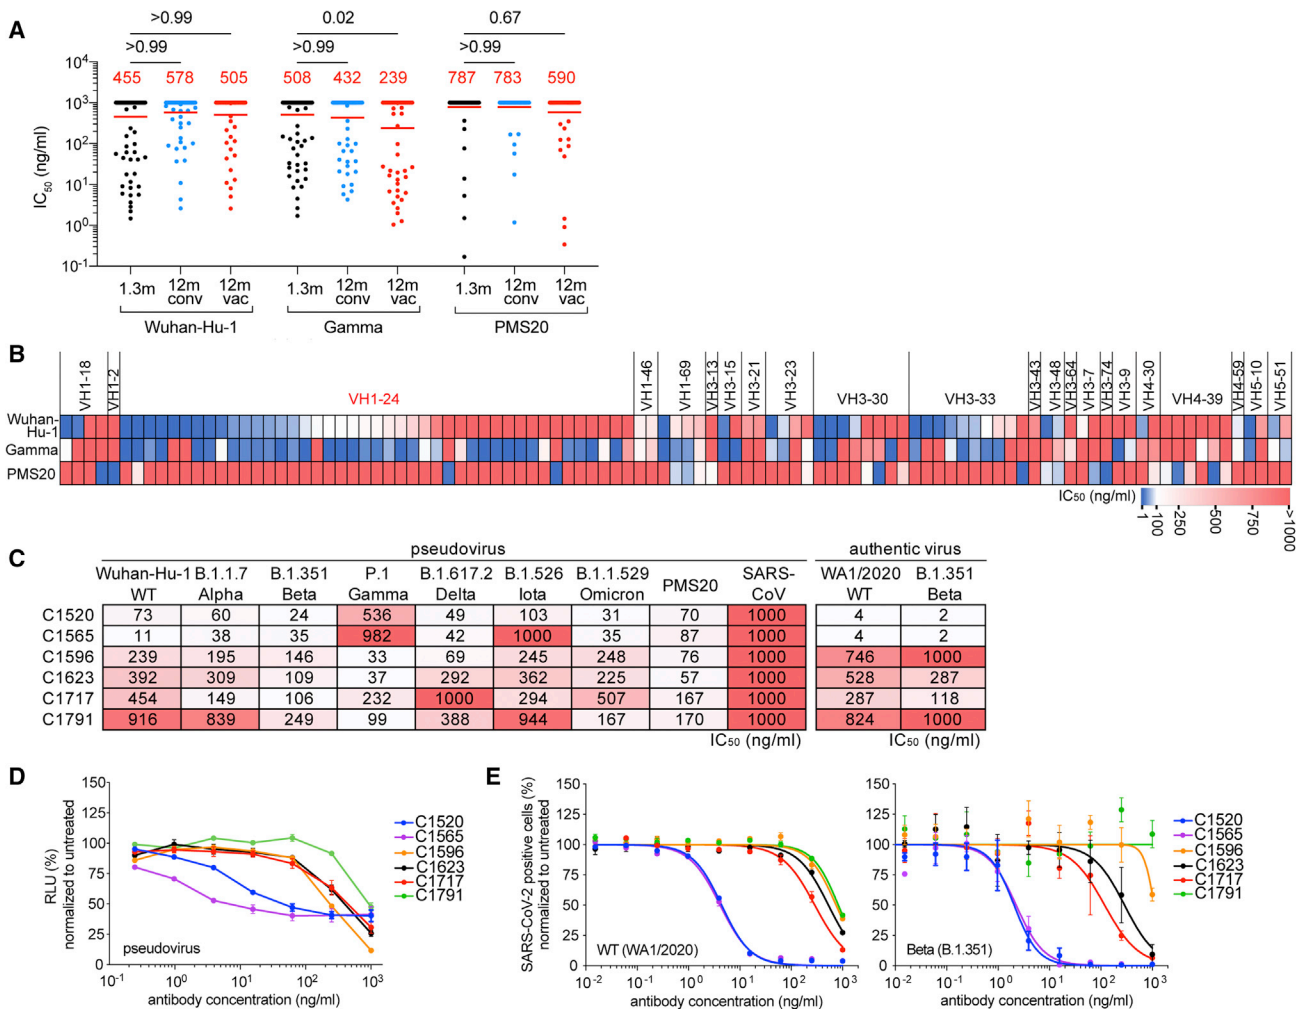 A
>0.99 0.02 0.67
>0.99 >0.99 >0.99
455 578 505 508 432 239 787 783 590
IC50 (ng/ml)
10^4
10^3
10^2
10^1
10^0
10^-1
1.3m 12m conv 12m vac 1.3m 12m conv 12m vac 1.3m 12m conv 12m vac
Wuhan-Hu-1 Gamma PMS20
B
VH1-18 VH1-2 VH1-24 VH1-46 VH1-69 VH3-13 VH3-15 VH3-21 VH3-23 VH3-30 VH3-33 VH3-43 VH3-48 VH3-64 VH3-7 VH3-74 VH3-9 VH4-30 VH4-39 VH4-59 VH5-10 VH5-51
Wuhan-
Hu-1
Gamma
PMS20
IC50 (ng/ml)
1 100 250 500 750 >1000
C
pseudovirus authentic virus
Wuhan-Hu-1 B.1.1.7 B.1.351 P.1 B.1.617.2 B.1.526 B.1.1.529 PMS20 SARS- WA1/2020 B.1.351
WT Alpha Beta Gamma Delta Iota Omicron CoV WT Beta
C1520 73 60 24 536 49 103 31 70 1000 4 2
C1565 11 38 35 982 42 1000 35 87 1000 4 2
C1596 239 195 146 33 69 245 248 76 1000 746 1000
C1623 392 309 109 37 292 362 225 57 1000 528 287
C1717 454 149 106 232 1000 294 507 167 1000 287 118
C1791 916 839 249 99 388 944 167 170 1000 824 1000
IC50 (ng/ml) IC50 (ng/ml)
D
RLU (%)
normalized to untreated
150
125
100
75
50
25
0
pseudovirus
10^-1 10^0 10^1 10^2 10^3
antibody concentration (ng/ml)
C1520
C1565
C1596
C1623
C1717
C1791
E
SARS-CoV-2 positive cells (%)
normalized to untreated
150
125
100
75
50
25
0
WT (WA1/2020)
10^-2 10^-1 10^0 10^1 10^2 10^3
antibody concentration (ng/ml)
150
125
100
75
50
25
0
Beta (B.1.351)
10^-2 10^-1 10^0 10^1 10^2 10^3
antibody concentration (ng/ml)
C1520
C1565
C1596
C1623
C1717
C1791